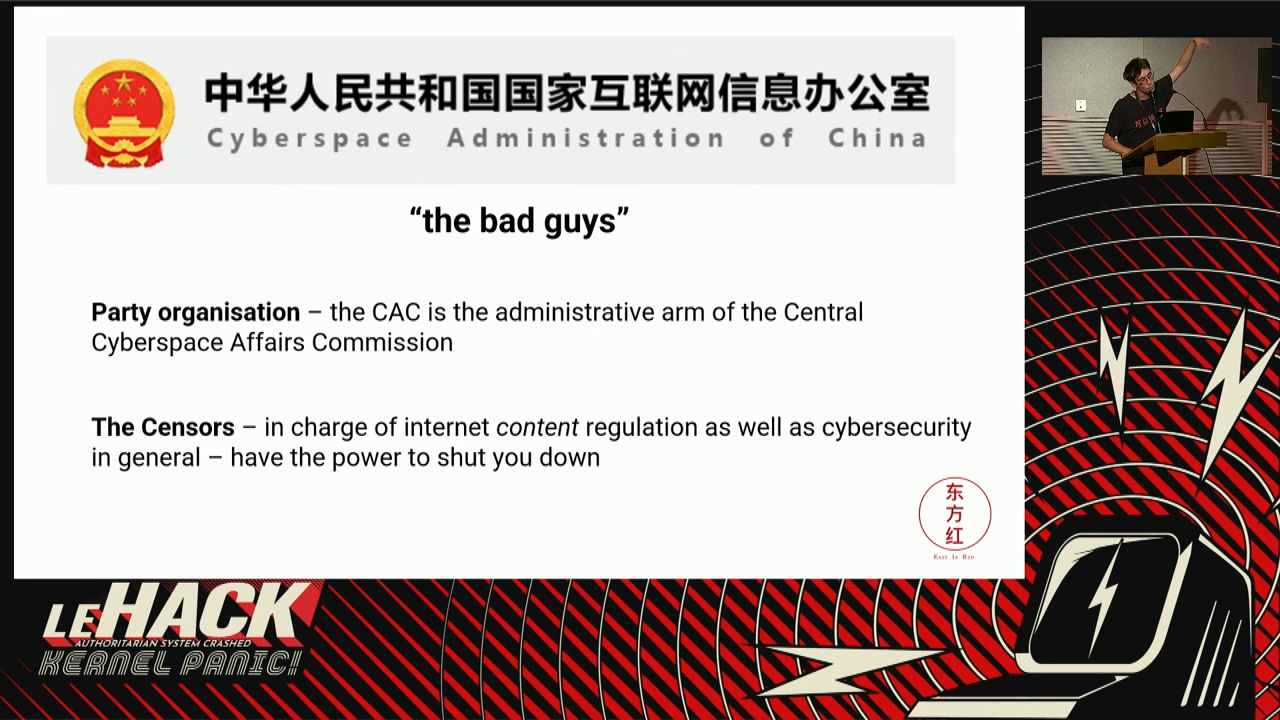 中华人民共和国国家互联网信息办公室
Cyberspace Administration of China
“the bad guys”
Party organisation – the CAC is the administrative arm of the Central
Cyberspace Affairs Commission
The Censors – in charge of internet content regulation as well as cybersecurity
in general – have the power to shut you down
东
方
红
East Is Red
LEHACK
AUTHORITARIAN SYSTEM CRASHED
KERNEL PANIC!